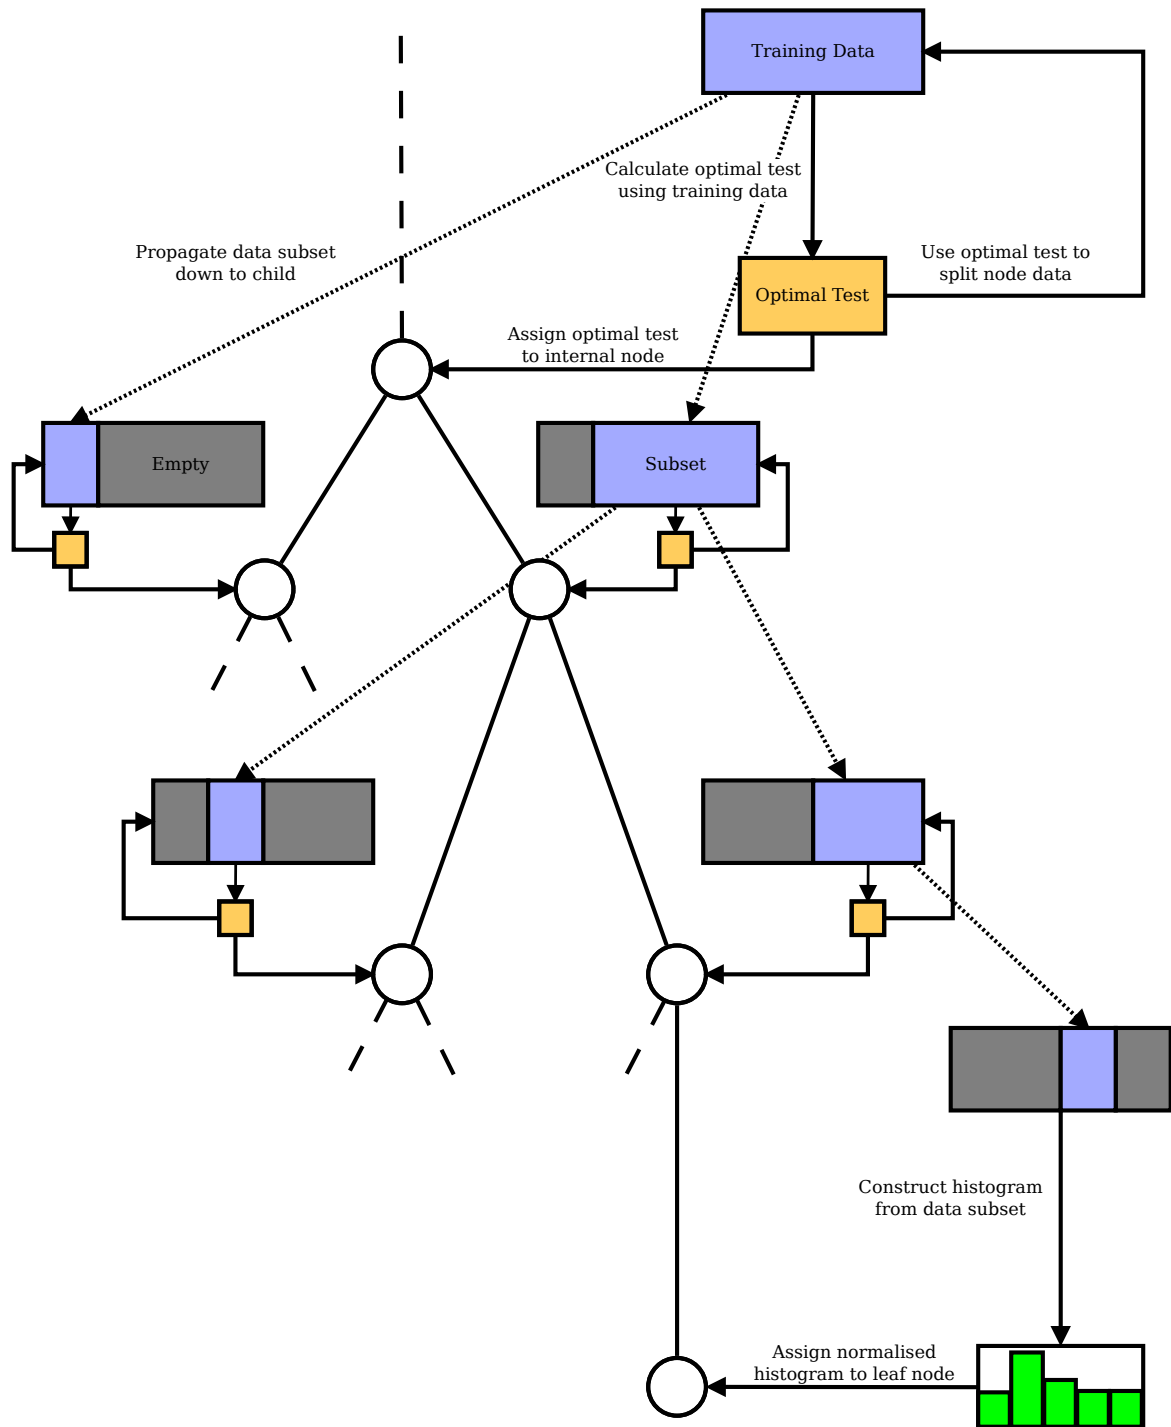 Training Data
Calculate optimal test
using training data
Propagate data subset
down to child
Use optimal test to
split node data
Optimal Test
Assign optimal test
to internal node
Empty
Subset
Construct histogram
from data subset
Assign normalised
histogram to leaf node